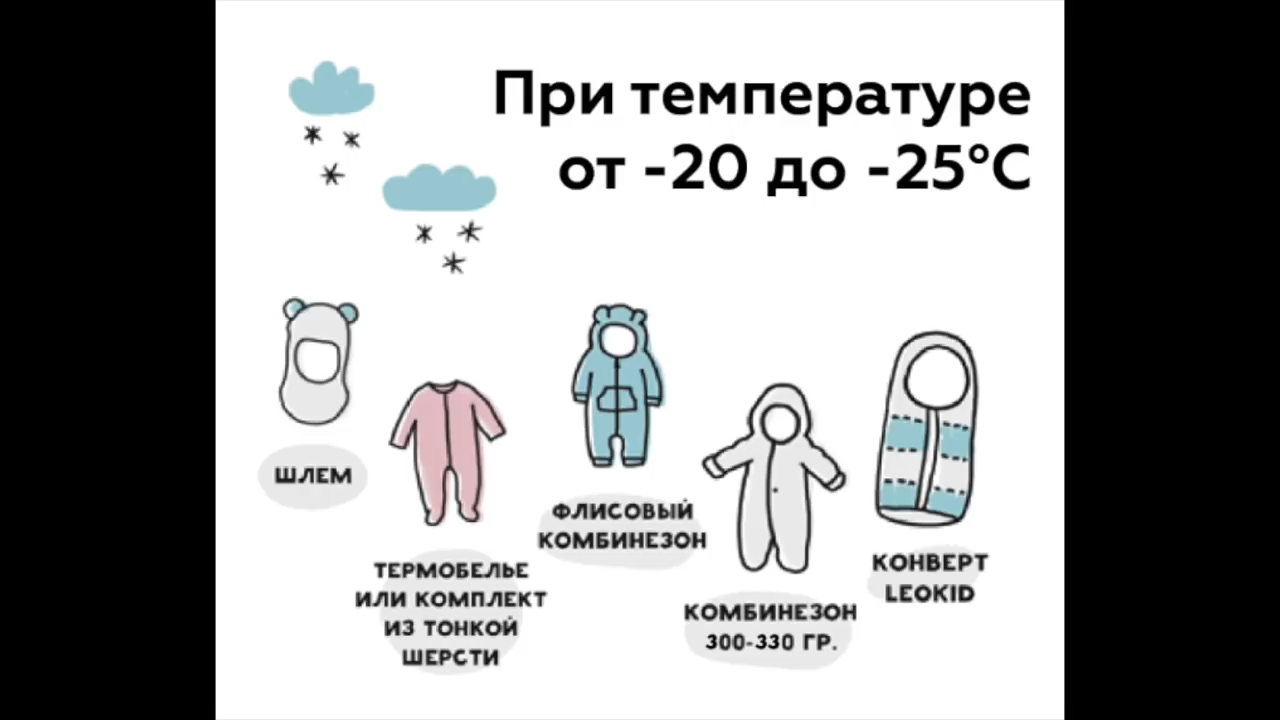 При температуре
от -20 до -25°C
ШЛЕМ
ТЕРМОБЕЛЬЕ
ИЛИ КОМПЛЕКТ
ИЗ ТОНКОЙ
ШЕРСТИ
ФЛИСОВЫЙ
КОМБИНЕЗОН
КОМБИНЕЗОН
300-330 ГР.
КОНВЕРТ
LEOKID